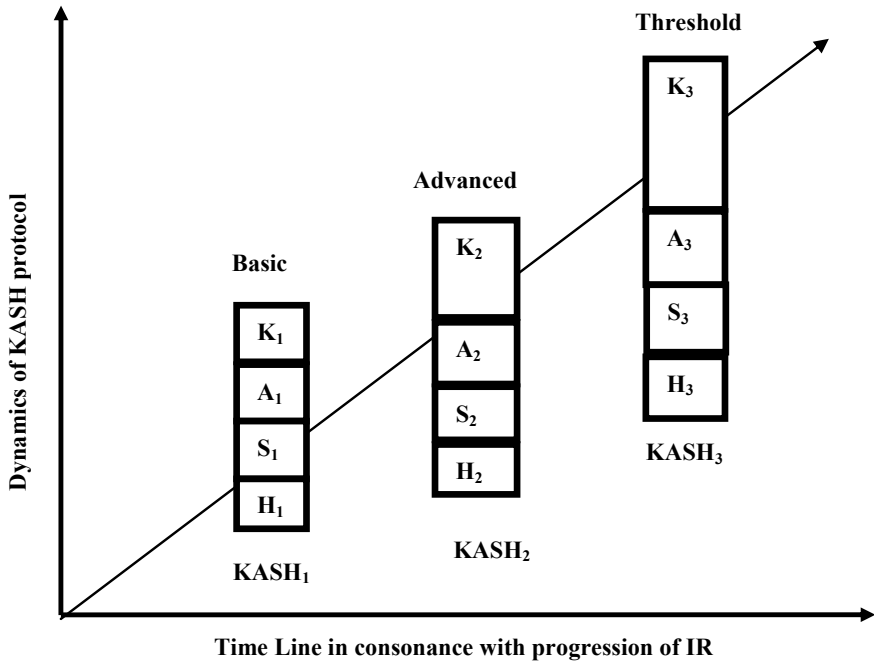 Threshold
K₃
A₃
S₃
H₃
KASH₃
Advanced
K₂
A₂
S₂
H₂
KASH₂
Basic
K₁
A₁
S₁
H₁
KASH₁
Dynamics of KASH protocol
Time Line in consonance with progression of IR